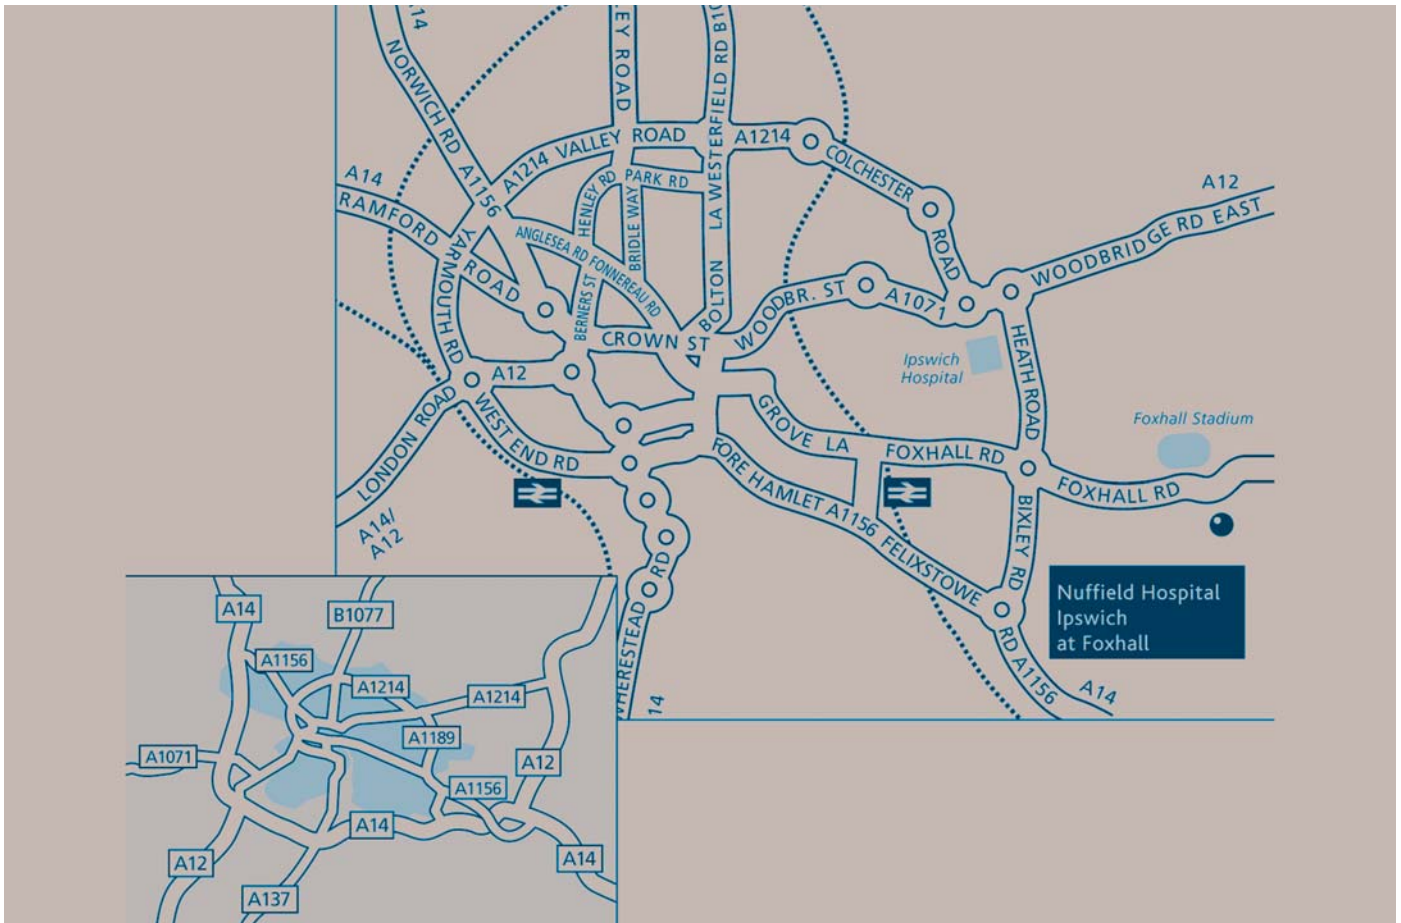 14
NORWICH RD A1156
LEY ROAD
LA WESTERFIELD RD B10
A1214 VALLEY ROAD A1214
COLCHESTER
ROAD
A14
RAMFORD
ROAD
HENLEY RD
PARK RD
BRIDLE WAY
ANGLESEA RD FONNEREAU RD
YARMOUTH RD
BERNERS ST
BOLTON
CROWN ST
WOODBR. ST
A1071
A12
WOODBRIDGE RD EAST
Ipswich
Hospital
HEATH ROAD
Foxhall Stadium
A12
LONDON ROAD
WEST END RD
GROVE LA
FOXHALL RD
FOXHALL RD
FORE HAMLET A1156 FELIXSTOWE
RD A1156
BIXLEY RD
A14/
A12
WHERESTEAD
RD
14
A14
Nuffield Hospital
Ipswich
at Foxhall
A14
B1077
A1156
A1214
A1214
A1189
A1071
A12
A1156
A14
A12
A14
A137